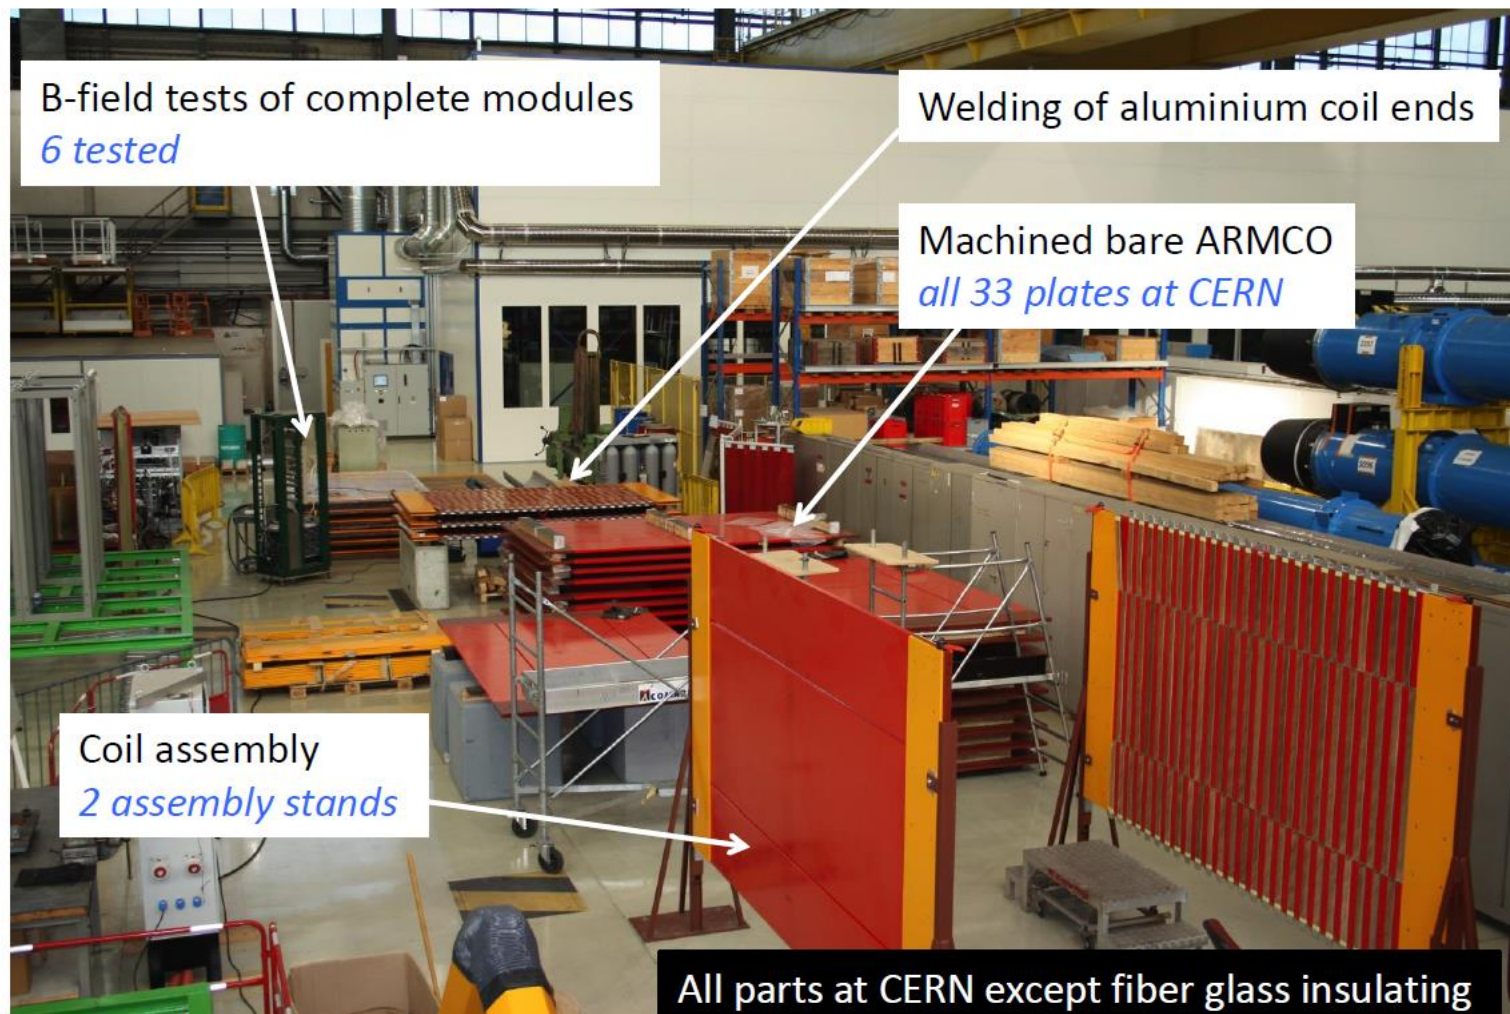 B-field tests of complete modules
6 tested
Welding of aluminium coil ends
Machined bare ARMCO
all 33 plates at CERN
Coil assembly
2 assembly stands
All parts at CERN except fiber glass insulating